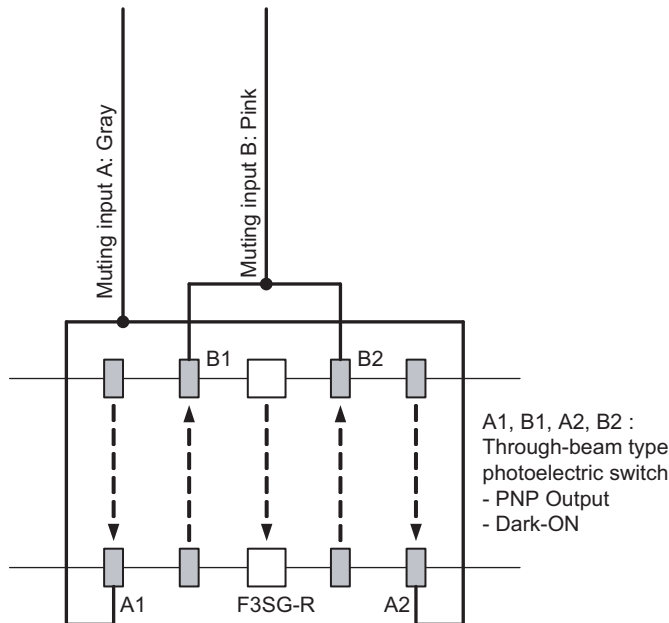 Muting input A: Gray
Muting input B: Pink
B1
B2
A1, B1, A2, B2 :
Through-beam type
photoelectric switch
- PNP Output
- Dark-ON
A1
F3SG-R
A2